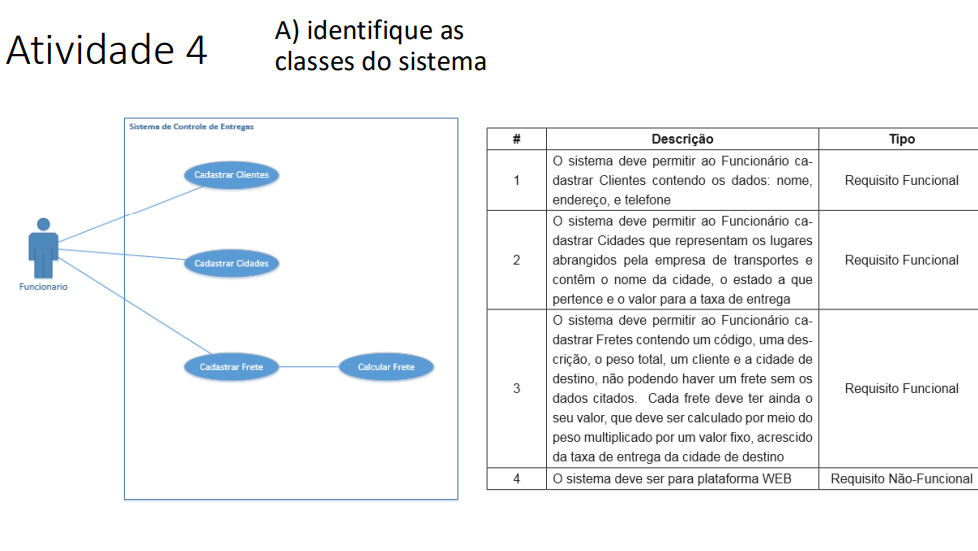 Atividade 4
A) identifique as
classes do sistema
Sistema de Controle de Entregas
Cadastrar Clientes
Cadastrar Cidades
Funcionario
Cadastrar Frete
Calcular Frete
# Descrição Tipo
1
O sistema deve permitir ao Funcionário ca-
dastrar Clientes contendo os dados: nome,
endereço, e telefone
Requisito Funcional
2
O sistema deve permitir ao Funcionário ca-
dastrar Cidades que representam os lugares
abrangidos pela empresa de transportes e
contêm o nome da cidade, o estado a que
pertence e o valor para a taxa de entrega
Requisito Funcional
3
O sistema deve permitir ao Funcionário ca-
dastrar Fretes contendo um código, uma des-
crição, o peso total, um cliente e a cidade de
destino, não podendo haver um frete sem os
dados citados. Cada frete deve ter ainda o
seu valor, que deve ser calculado por meio do
peso multiplicado por um valor fixo, acrescido
da taxa de entrega da cidade de destino
Requisito Funcional
4 O sistema deve ser para plataforma WEB Requisito Não-Funcional